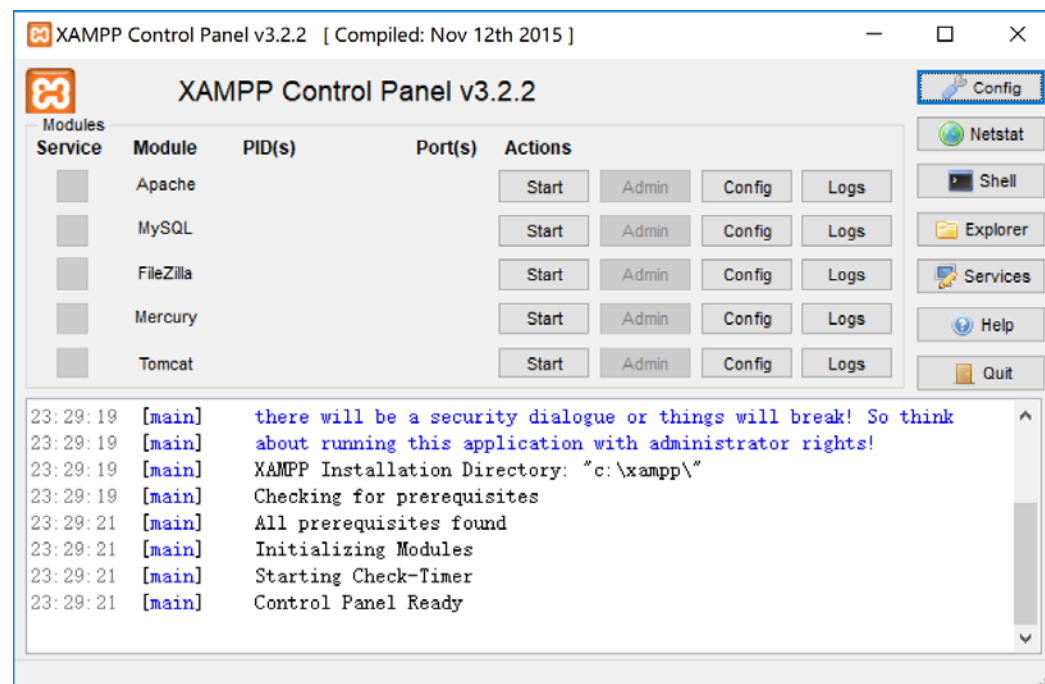 XAMPP Control Panel v3.2.2 [ Compiled: Nov 12th 2015 ]
XAMPP Control Panel v3.2.2
Config
Netstat
Shell
Explorer
Services
Help
Quit
Modules
Service Module PID(s) Port(s) Actions
Apache Start Admin Config Logs
MySQL Start Admin Config Logs
FileZilla Start Admin Config Logs
Mercury Start Admin Config Logs
Tomcat Start Admin Config Logs
23:29:19 [main] there will be a security dialogue or things will break! So think
23:29:19 [main] about running this application with administrator rights!
23:29:19 [main] XAMPP Installation Directory: "c:\xampp\"
23:29:19 [main] Checking for prerequisites
23:29:21 [main] All prerequisites found
23:29:21 [main] Initializing Modules
23:29:21 [main] Starting Check-Timer
23:29:21 [main] Control Panel Ready